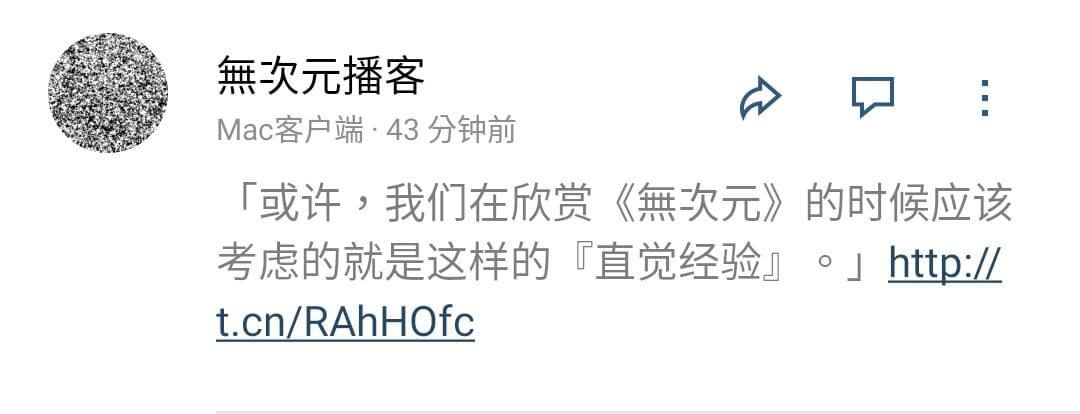 無次元播客
Mac客户端 · 43 分钟前
「或许，我们在欣赏《無次元》的时候应该
考虑的就是这样的『直觉经验』。」http://
t.cn/RAhHOfc